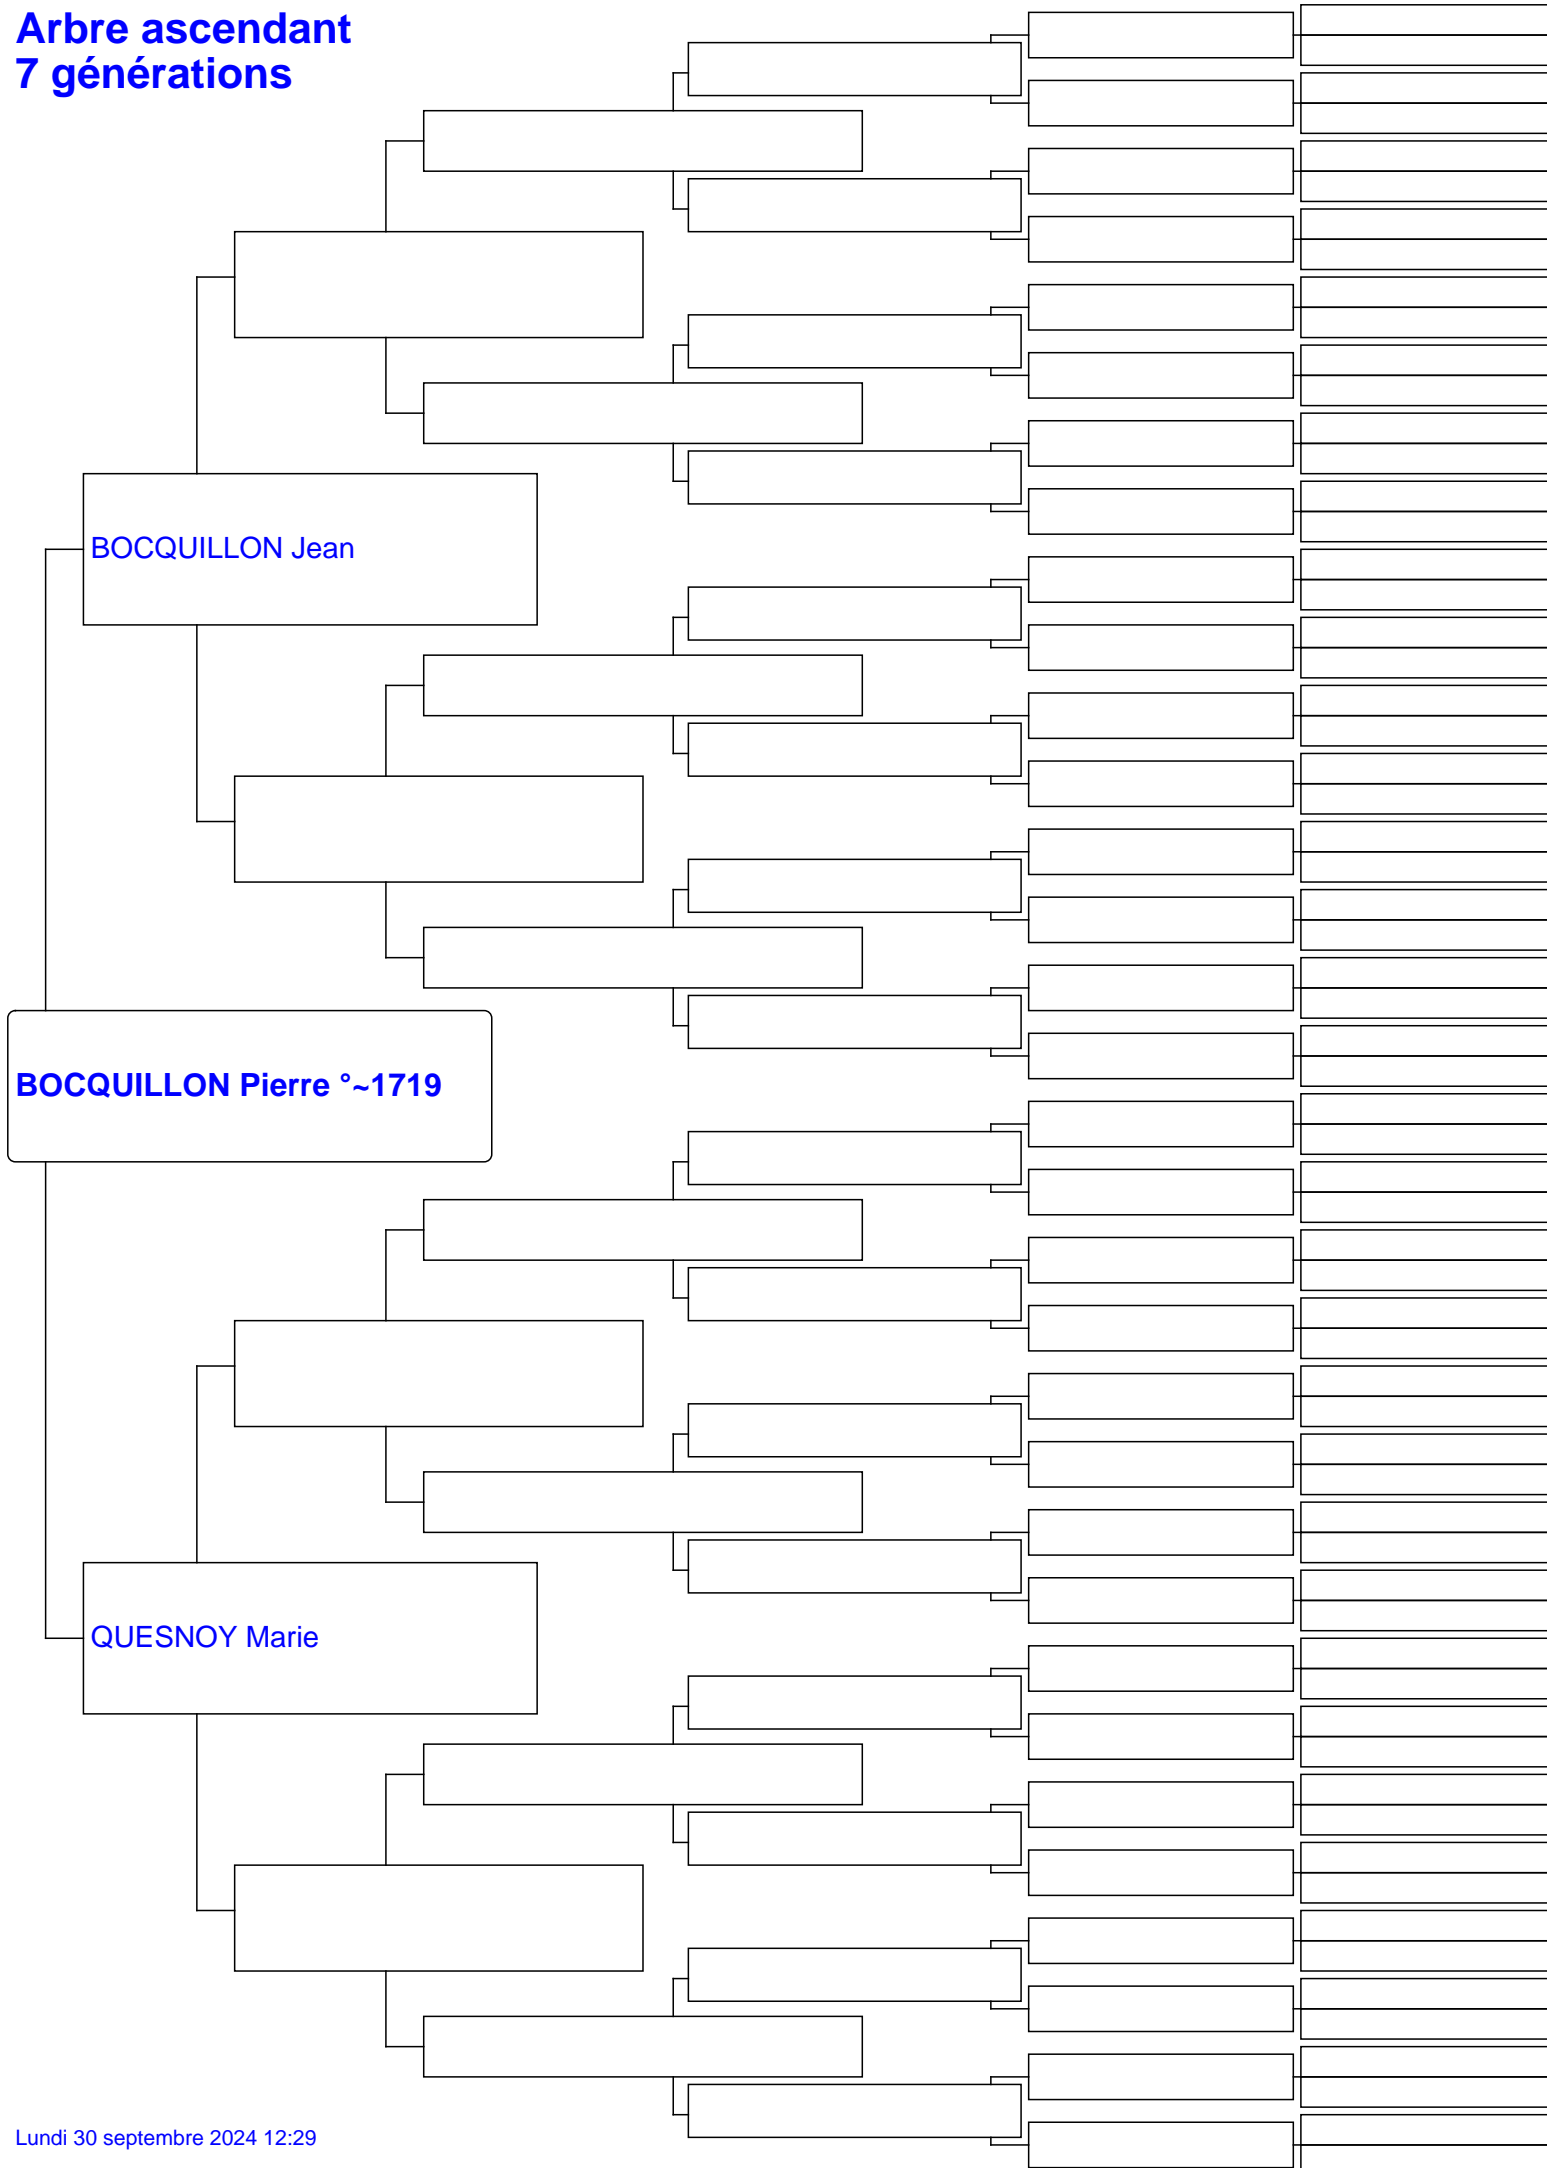 Arbre ascendant
7 générations
BOCQUILLON Jean
BOCQUILLON Pierre °~1719
QUESNOY Marie
Lundi 30 septembre 2024 12:29